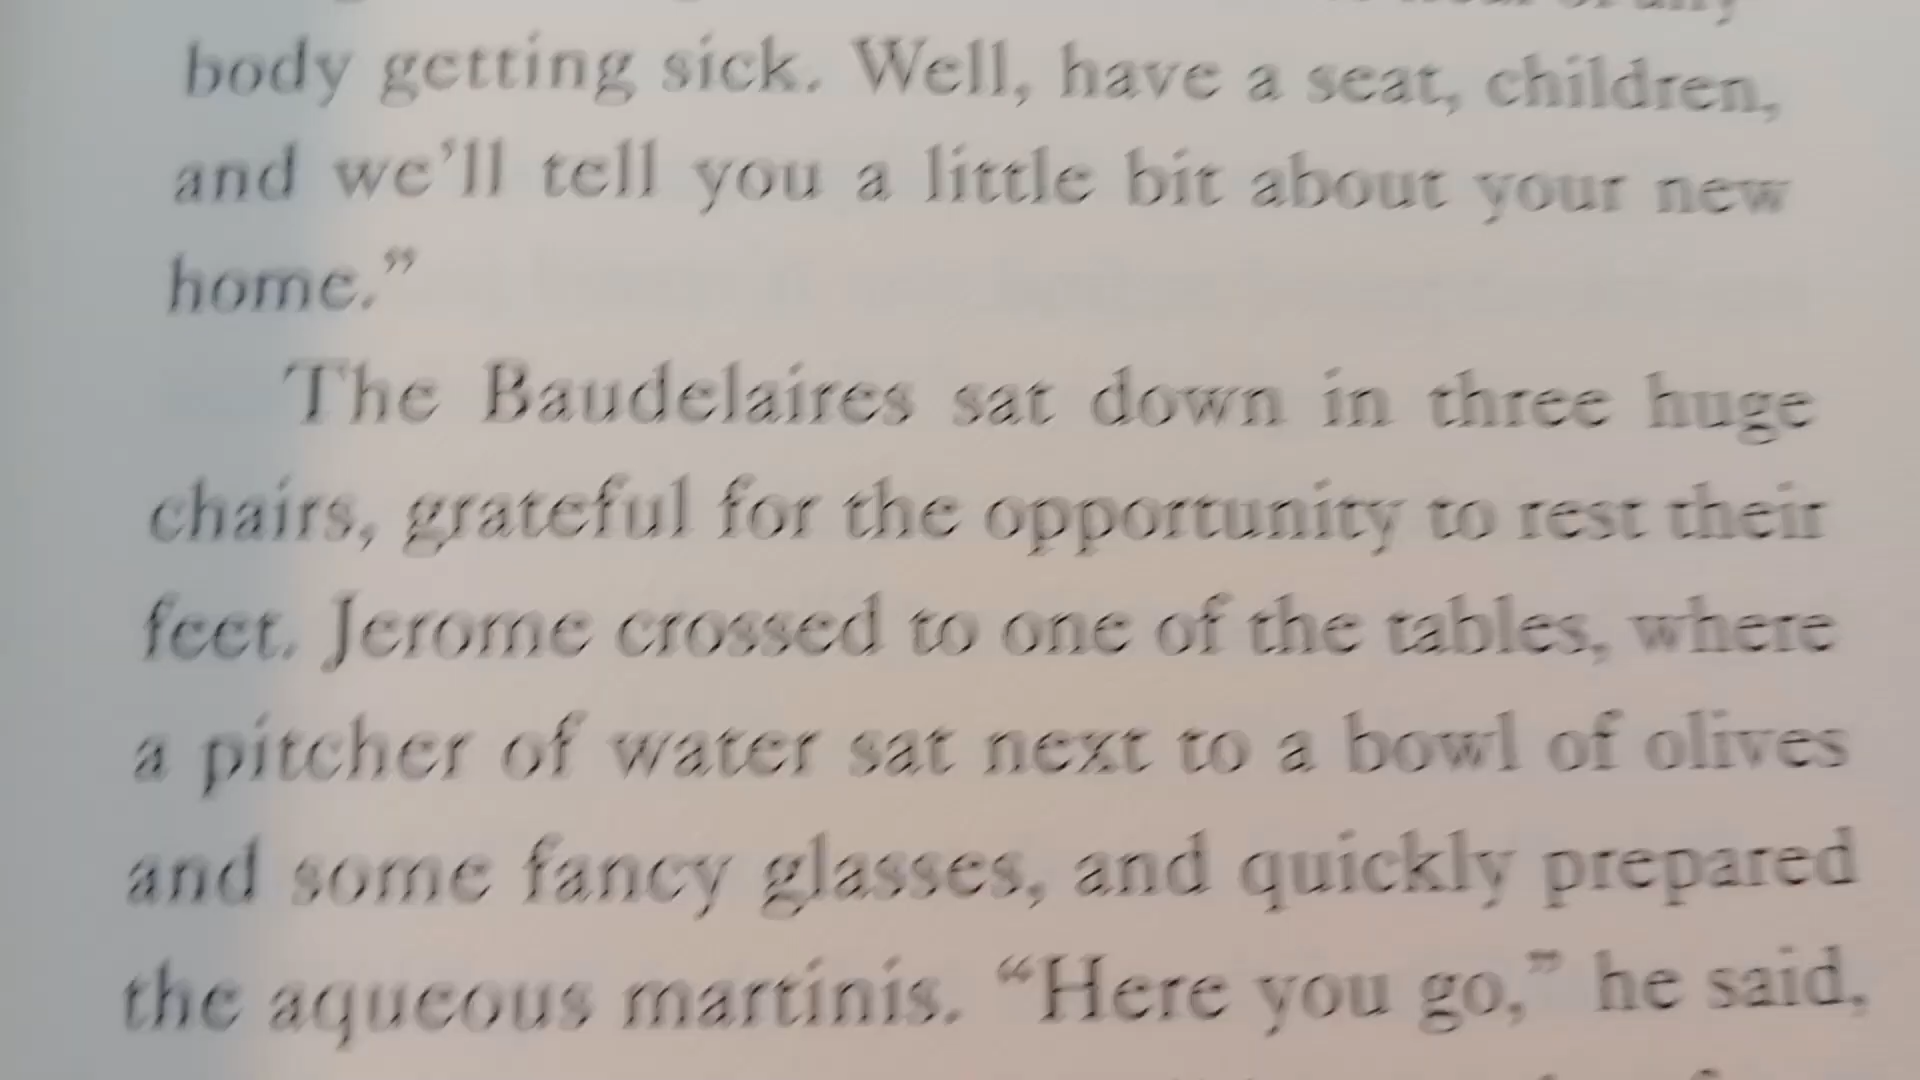 body getting sick. Well, have a seat, children,
and we’ll tell you a little bit about your new
home.”
The Baudelaires sat down in three huge
chairs, grateful for the opportunity to rest their
feet. Jerome crossed to one of the tables, where
a pitcher of water sat next to a bowl of olives
and some fancy glasses, and quickly prepared
the aqueous martinis. “Here you go,” he said,